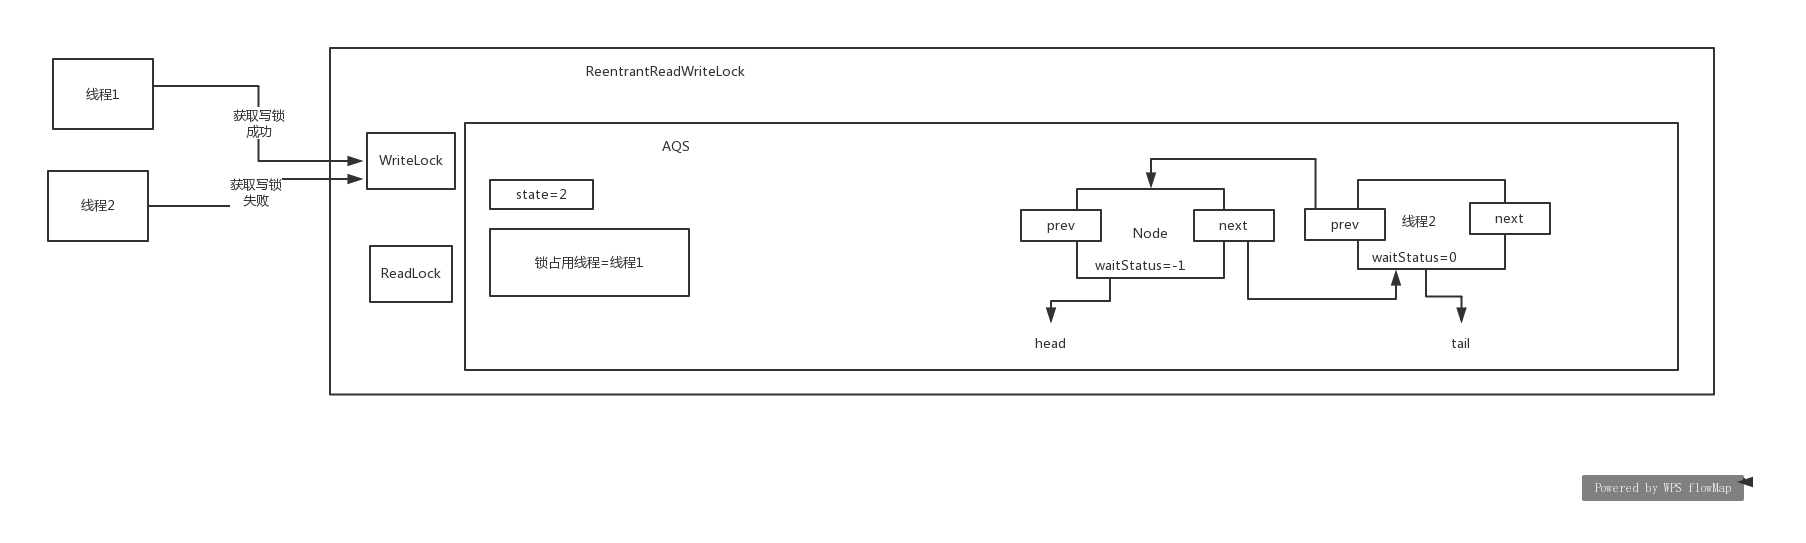 ReentrantReadWriteLock
线程1
获取写锁
成功
AQS
WriteLock
获取写锁
失败
线程2
state=2
锁占用线程=线程1
ReadLock
prev
Node
next
waitStatus=-1
prev
线程2
next
waitStatus=0
head
tail
Powered by WPS flowMap